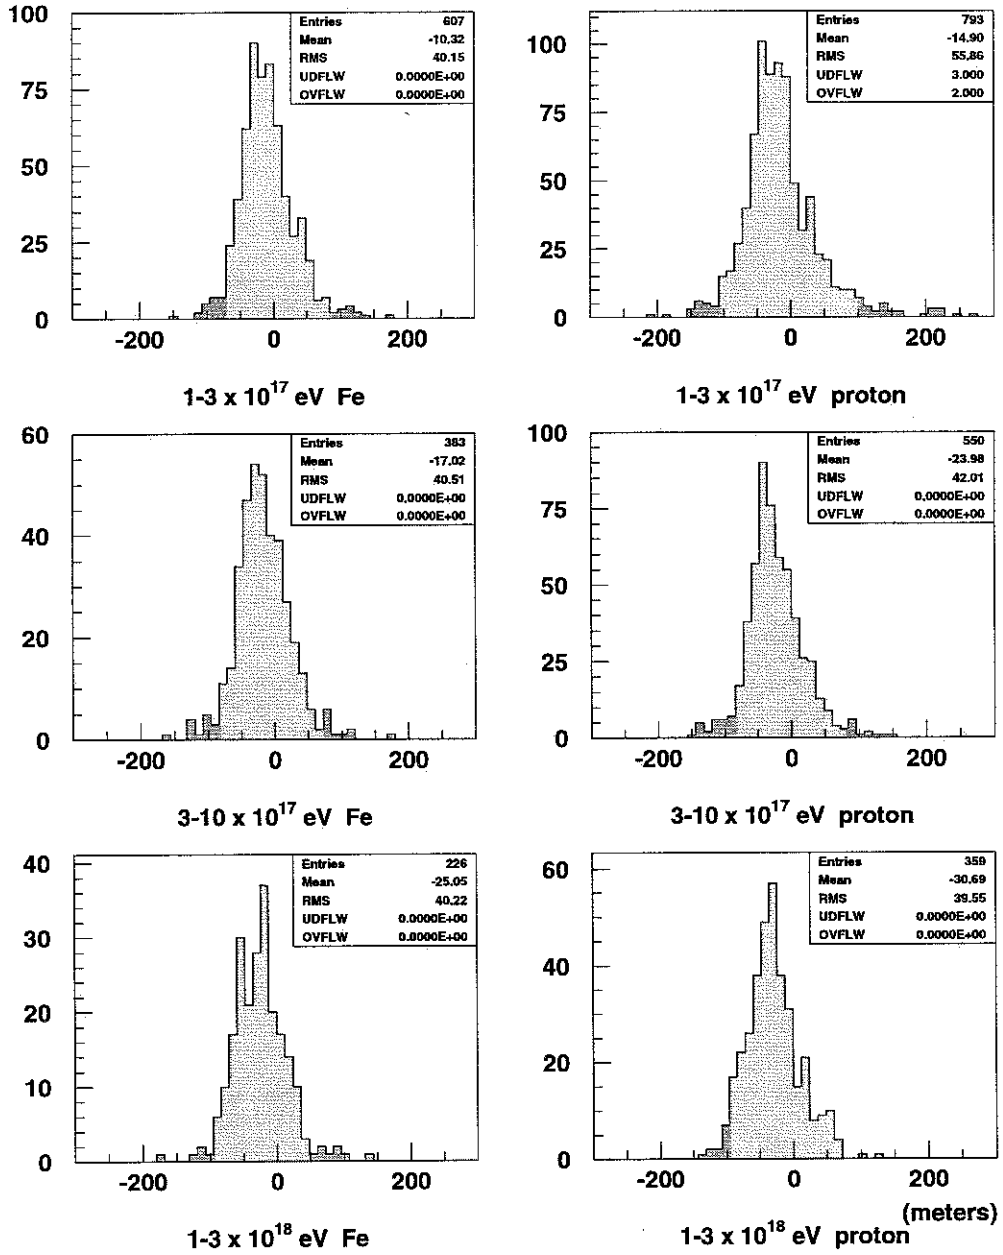 100
75
50
25
0
-200 0 200
Entries 607
Mean -10.32
RMS 40.15
UDFLW 0.0000E+00
OVFLW 0.0000E+00
1-3 x 10^17 eV Fe
100
75
50
25
0
-200 0 200
Entries 793
Mean -14.90
RMS 55.86
UDFLW 3.000
OVFLW 2.000
1-3 x 10^17 eV proton
60
40
20
0
-200 0 200
Entries 383
Mean -17.02
RMS 40.51
UDFLW 0.0000E+00
OVFLW 0.0000E+00
3-10 x 10^17 eV Fe
100
75
50
25
0
-200 0 200
Entries 550
Mean -23.98
RMS 42.01
UDFLW 0.0000E+00
OVFLW 0.0000E+00
3-10 x 10^17 eV proton
40
30
20
10
0
-200 0 200
Entries 226
Mean -25.05
RMS 40.22
UDFLW 0.0000E+00
OVFLW 0.0000E+00
1-3 x 10^18 eV Fe
60
40
20
0
-200 0 200
Entries 359
Mean -30.69
RMS 39.55
UDFLW 0.0000E+00
OVFLW 0.0000E+00
(meters)
1-3 x 10^18 eV proton